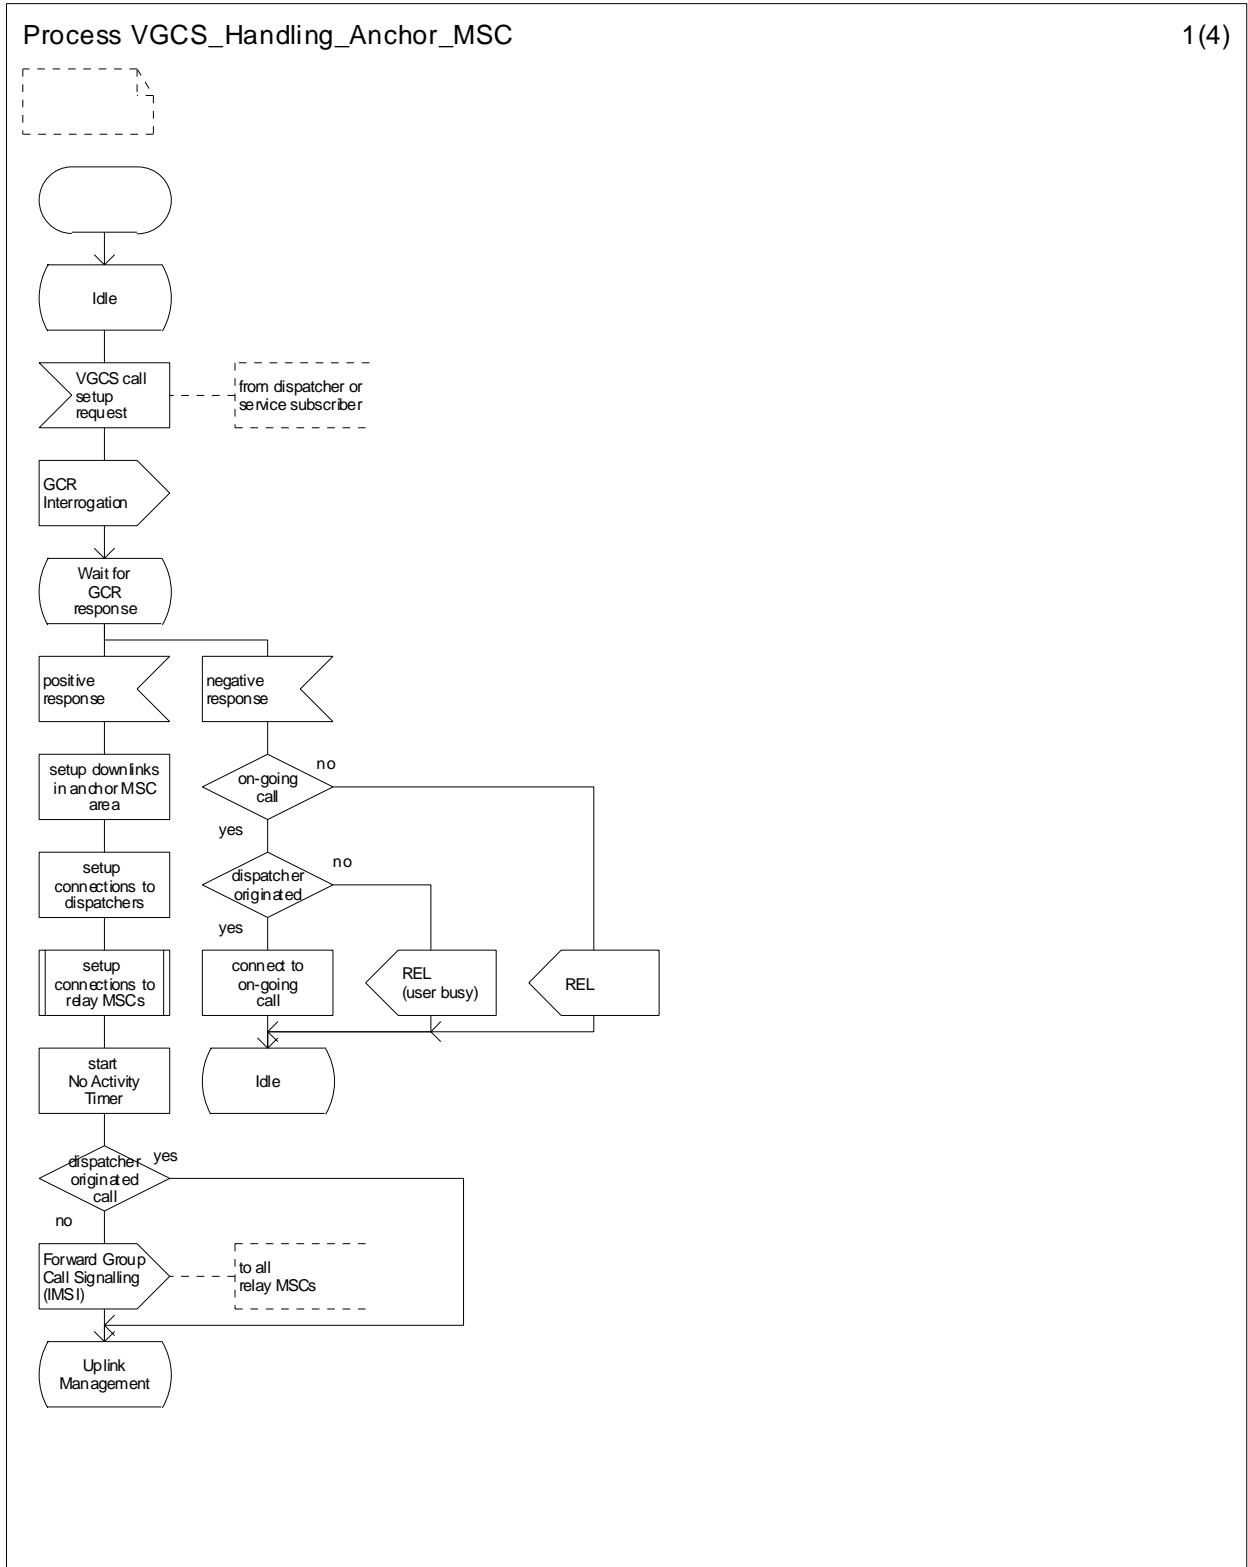 Process VGCS_Handling_Anchor_MSC
1(4)
Idle
VGCS call
setup
request
from dispatcher or
service subscriber
GCR
Interrogation
Wait for
GCR
response
positive
response
negative
response
setup downlinks
in anchor MSC
area
on-going
call
no
yes
setup
connections to
dispatchers
dispatcher
originated
no
yes
setup
connections to
relay MSCs
connect to
on-going
call
REL
(user busy)
REL
start
No Activity
Timer
Idle
dispatcher
originated
call
yes
no
Forward Group
Call Signalling
(IMSI)
to all
relay MSCs
Uplink
Management